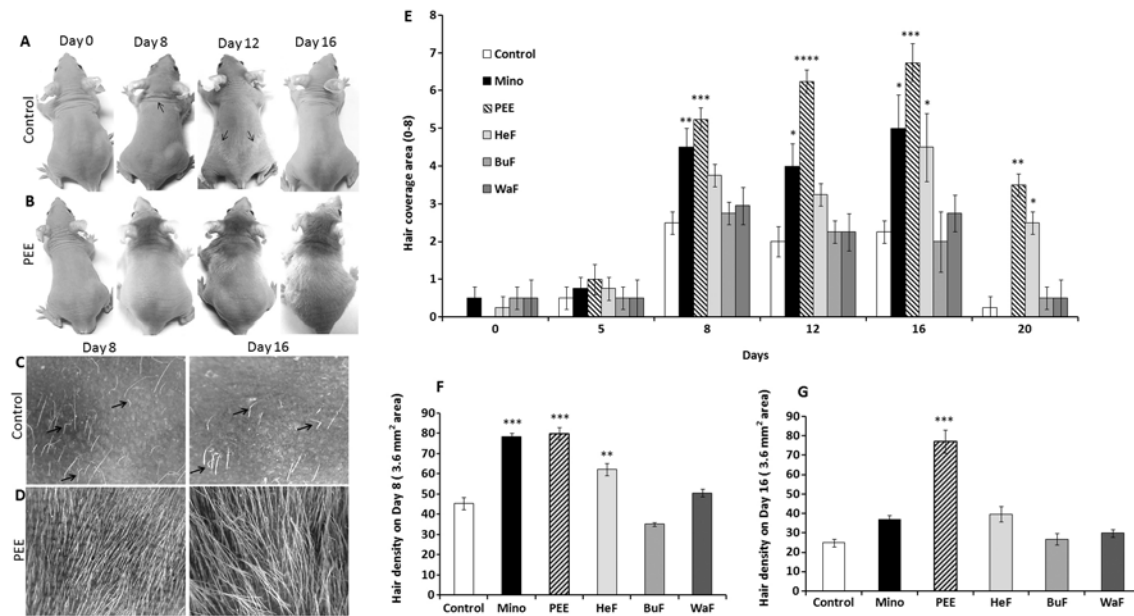 A
Day 0 Day 8 Day 12 Day 16
Control
B
PEE
Day 8 Day 16
C
Control
D
PEE
E
Hair coverage area (0-8)
8
7
6
5
4
3
2
1
0
Control
Mino
PEE
HeF
BuF
WaF
** ***
* ****
* *** *
** *
0 5 8 12 16 20
Days
F
Hair density on Day 8 ( 3.6 mm² area)
90
80
70
60
50
40
30
20
10
0
*** *** **
Control Mino PEE HeF BuF WaF
G
Hair density on Day 16 ( 3.6 mm² area)
90
80
70
60
50
40
30
20
10
0
***
Control Mino PEE HeF BuF WaF